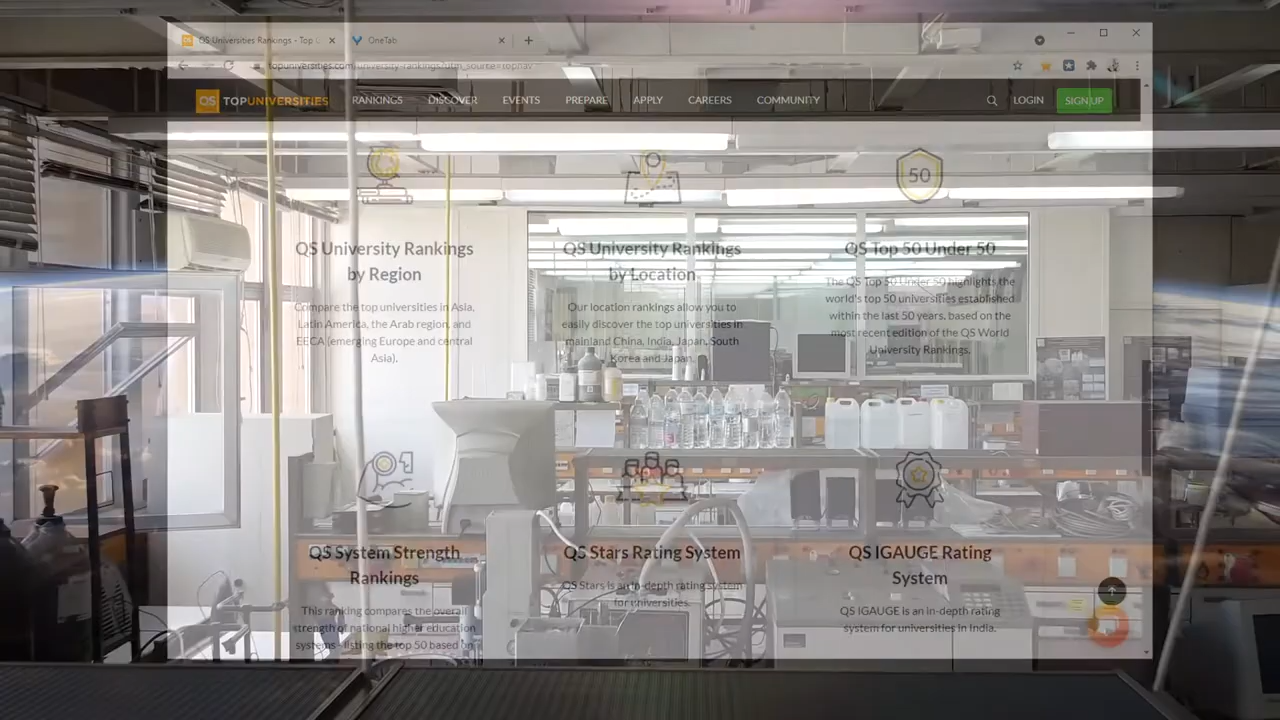 QS Universities Rankings - Top U
OneTab
topuniversities.com/university-rankings?utm_source=topnav
QS TOPUNIVERSITIES RANKINGS DISCOVER EVENTS PREPARE APPLY CAREERS COMMUNITY LOGIN SIGN UP
50
QS University Rankings
by Region
Compare the top universities in Asia,
Latin America, the Arab region, and
EECA (emerging Europe and central
Asia).
QS University Rankings
by Location
Our location rankings allow you to
easily discover the top universities in
mainland China, India, Japan, South
Korea and Japan.
QS Top 50 Under 50
The QS Top 50 Under 50 highlights the
world's top 50 universities established
within the last 50 years, based on the
most recent edition of the QS World
University Rankings.
QS System Strength
Rankings
This ranking compares the overall
strength of national higher education
systems - listing the top 50 based on
QS Stars Rating System
QS Stars is an in-depth rating system
for universities.
QS IGAUGE Rating
System
QS IGAUGE is an in-depth rating
system for universities in India.